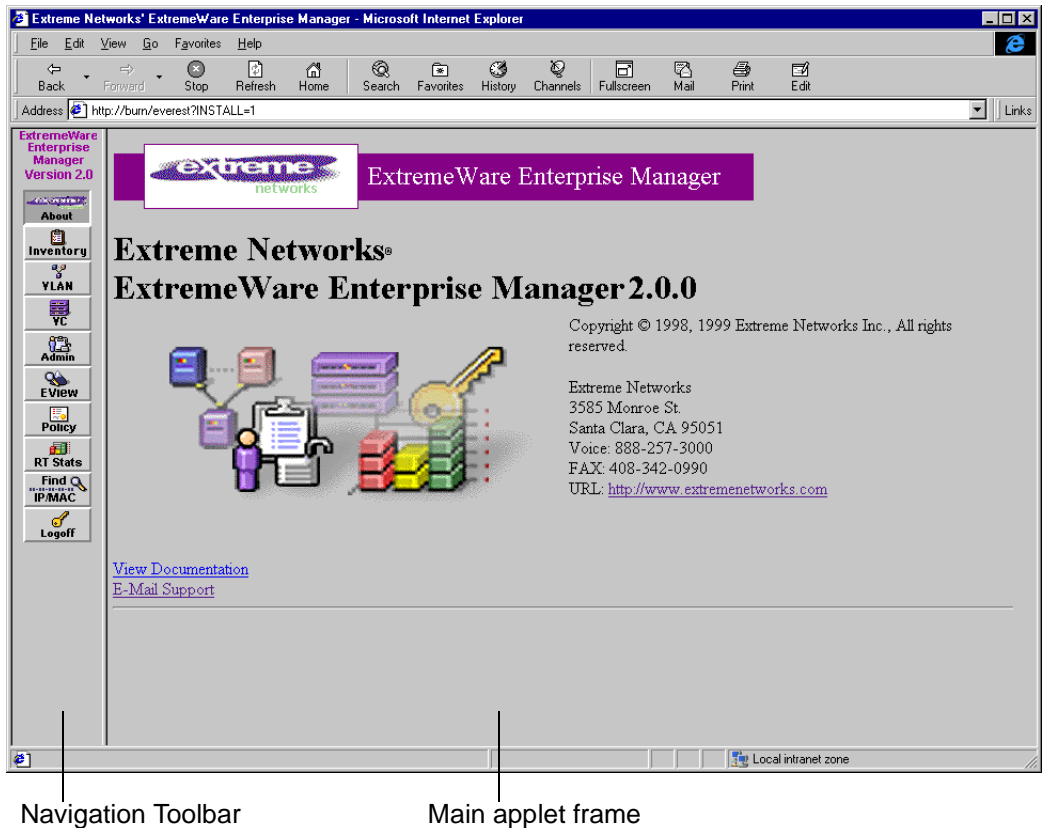 Extreme Networks' ExtremeWare Enterprise Manager - Microsoft Internet Explorer
File Edit View Go Favorites Help
Back Forward Stop Refresh Home Search Favorites History Channels Fullscreen Mail Print Edit
Address http://burn/everest?INSTALL=1 Links
ExtremeWare
Enterprise
Manager
Version 2.0
extreme
About
Inventory
VLAN
VC
Admin
EView
Policy
RT Stats
Find
IP/MAC
Logoff
extreme
networks
ExtremeWare Enterprise Manager
Extreme Networks®
ExtremeWare Enterprise Manager 2.0.0
Copyright © 1998, 1999 Extreme Networks Inc., All rights
reserved.
Extreme Networks
3585 Monroe St.
Santa Clara, CA 95051
Voice: 888-257-3000
FAX: 408-342-0990
URL: http://www.extremenetworks.com
View Documentation
E-Mail Support
Local intranet zone
Navigation Toolbar Main applet frame